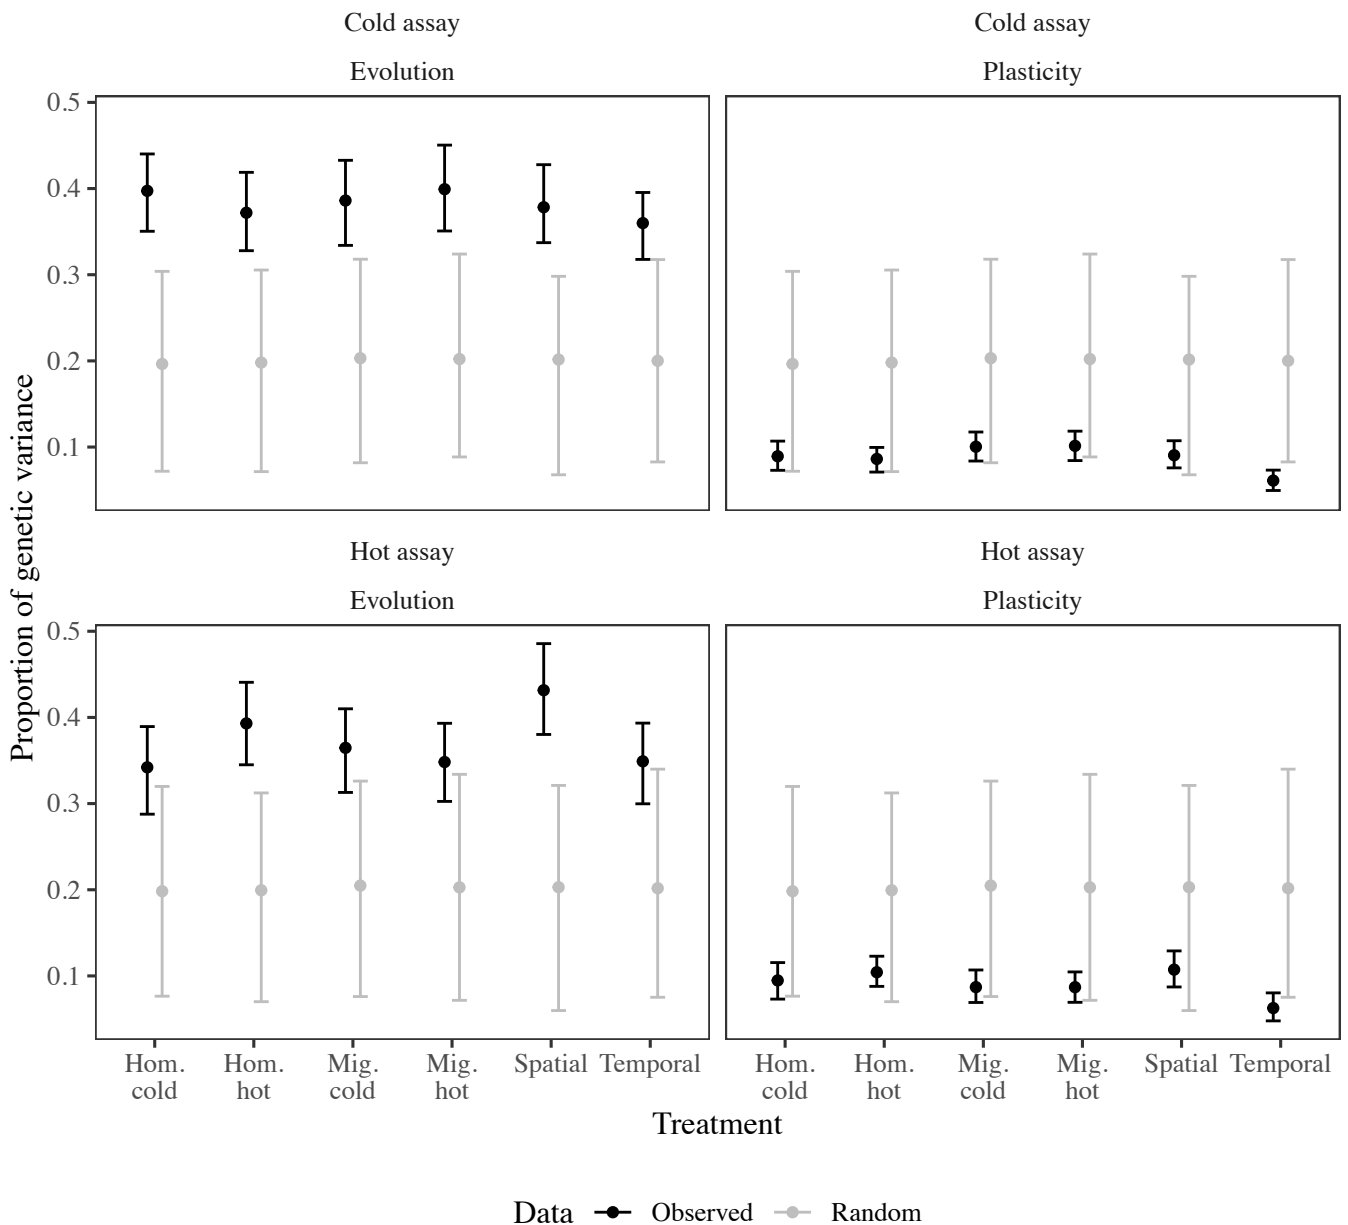 Cold assay
Cold assay
Evolution
Plasticity
0.5
0.4
0.3
0.2
0.1
Hot assay
Hot assay
Evolution
Plasticity
0.5
0.4
0.3
0.2
0.1
Proportion of genetic variance
Hom. cold
Hom. hot
Mig. cold
Mig. hot
Spatial
Temporal
Hom. cold
Hom. hot
Mig. cold
Mig. hot
Spatial
Temporal
Treatment
Data Observed Random